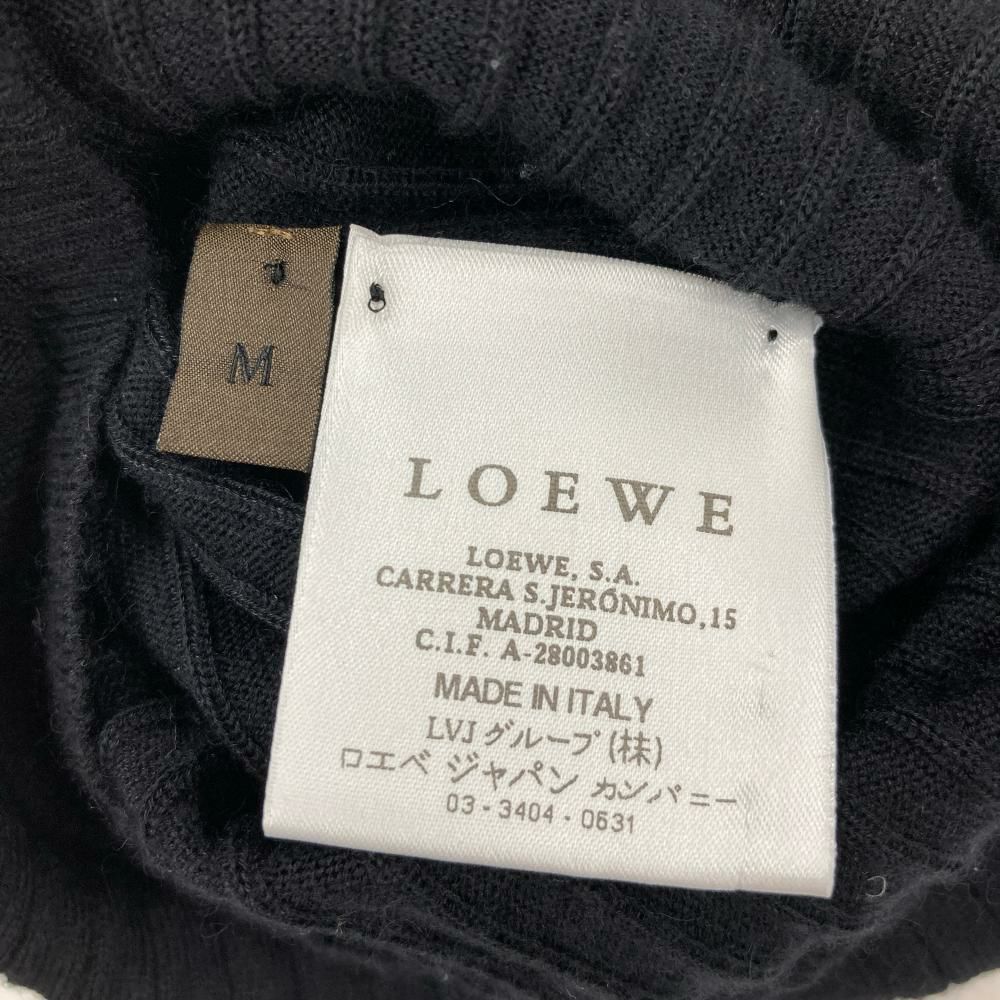 M
LOEWE
LOEWE, S.A.
CARRERA S.JERÓNIMO,15
MADRID
C.I.F. A-28003861
MADE IN ITALY
LVJ グループ (株)
ロエベ ジャパン カンパニー
03-3404-0631